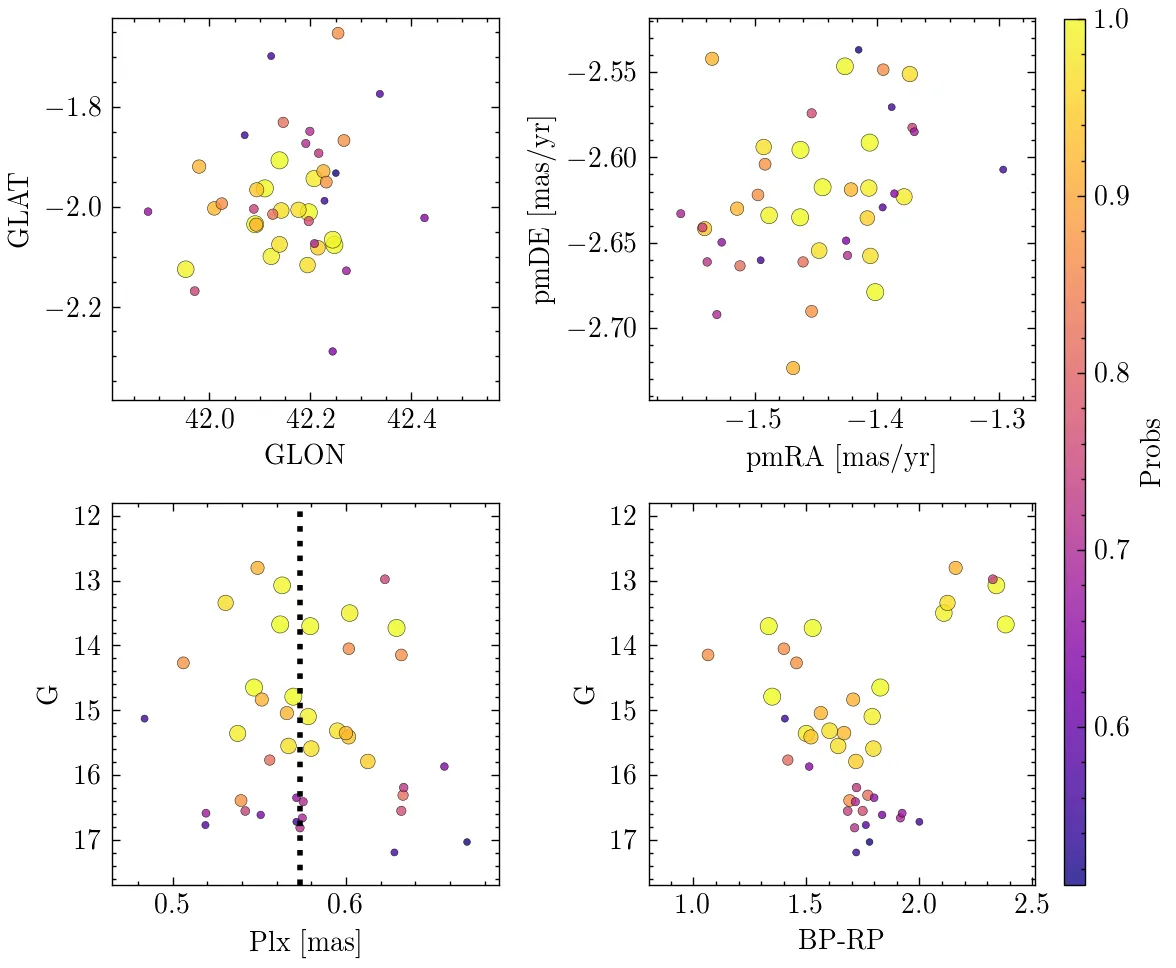 −1.8
−2.0
−2.2
GLAT
42.0 42.2 42.4
GLON
−2.55
−2.60
−2.65
−2.70
pmDE [mas/yr]
−1.5 −1.4 −1.3
pmRA [mas/yr]
12
13
14
15
16
17
G
0.5 0.6
Plx [mas]
12
13
14
15
16
17
G
1.0 1.5 2.0 2.5
BP-RP
1.0
0.9
0.8
0.7
0.6
Probs